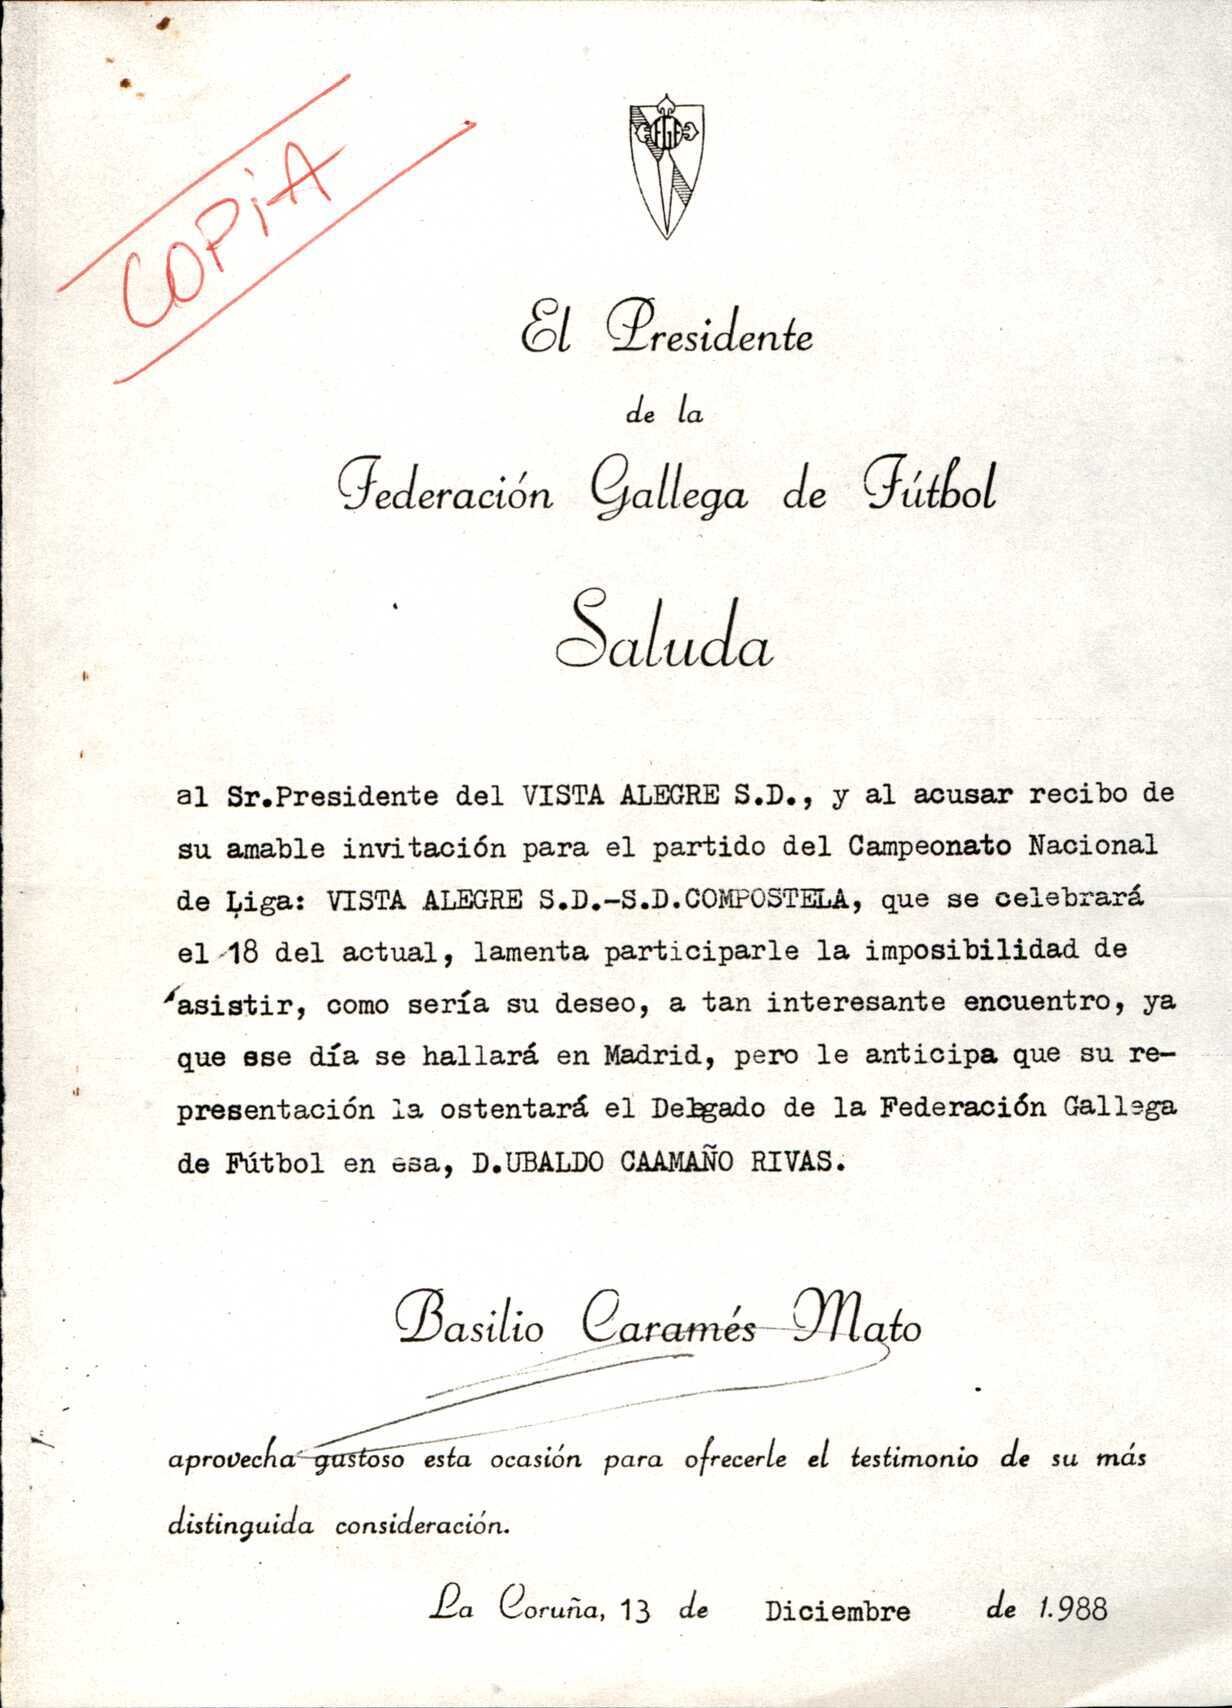 COPiA
FGF
El Presidente
de la
Federación Gallega de Fútbol
Saluda
al Sr.Presidente del VISTA ALEGRE S.D., y al acusar recibo de
su amable invitación para el partido del Campeonato Nacional
de Liga: VISTA ALEGRE S.D.-S.D.COMPOSTELA, que se celebrará
el 18 del actual, lamenta participarle la imposibilidad de
asistir, como sería su deseo, a tan interesante encuentro, ya
que ese día se hallará en Madrid, pero le anticipa que su re-
presentación la ostentará el Delgado de la Federación Gallega
de Fútbol en esa, D.UBALDO CAAMAÑO RIVAS.
Basilio Caramés Mato
aprovecha gustoso esta ocasión para ofrecerle el testimonio de su más
distinguida consideración.
La Coruña, 13 de Diciembre de 1.988